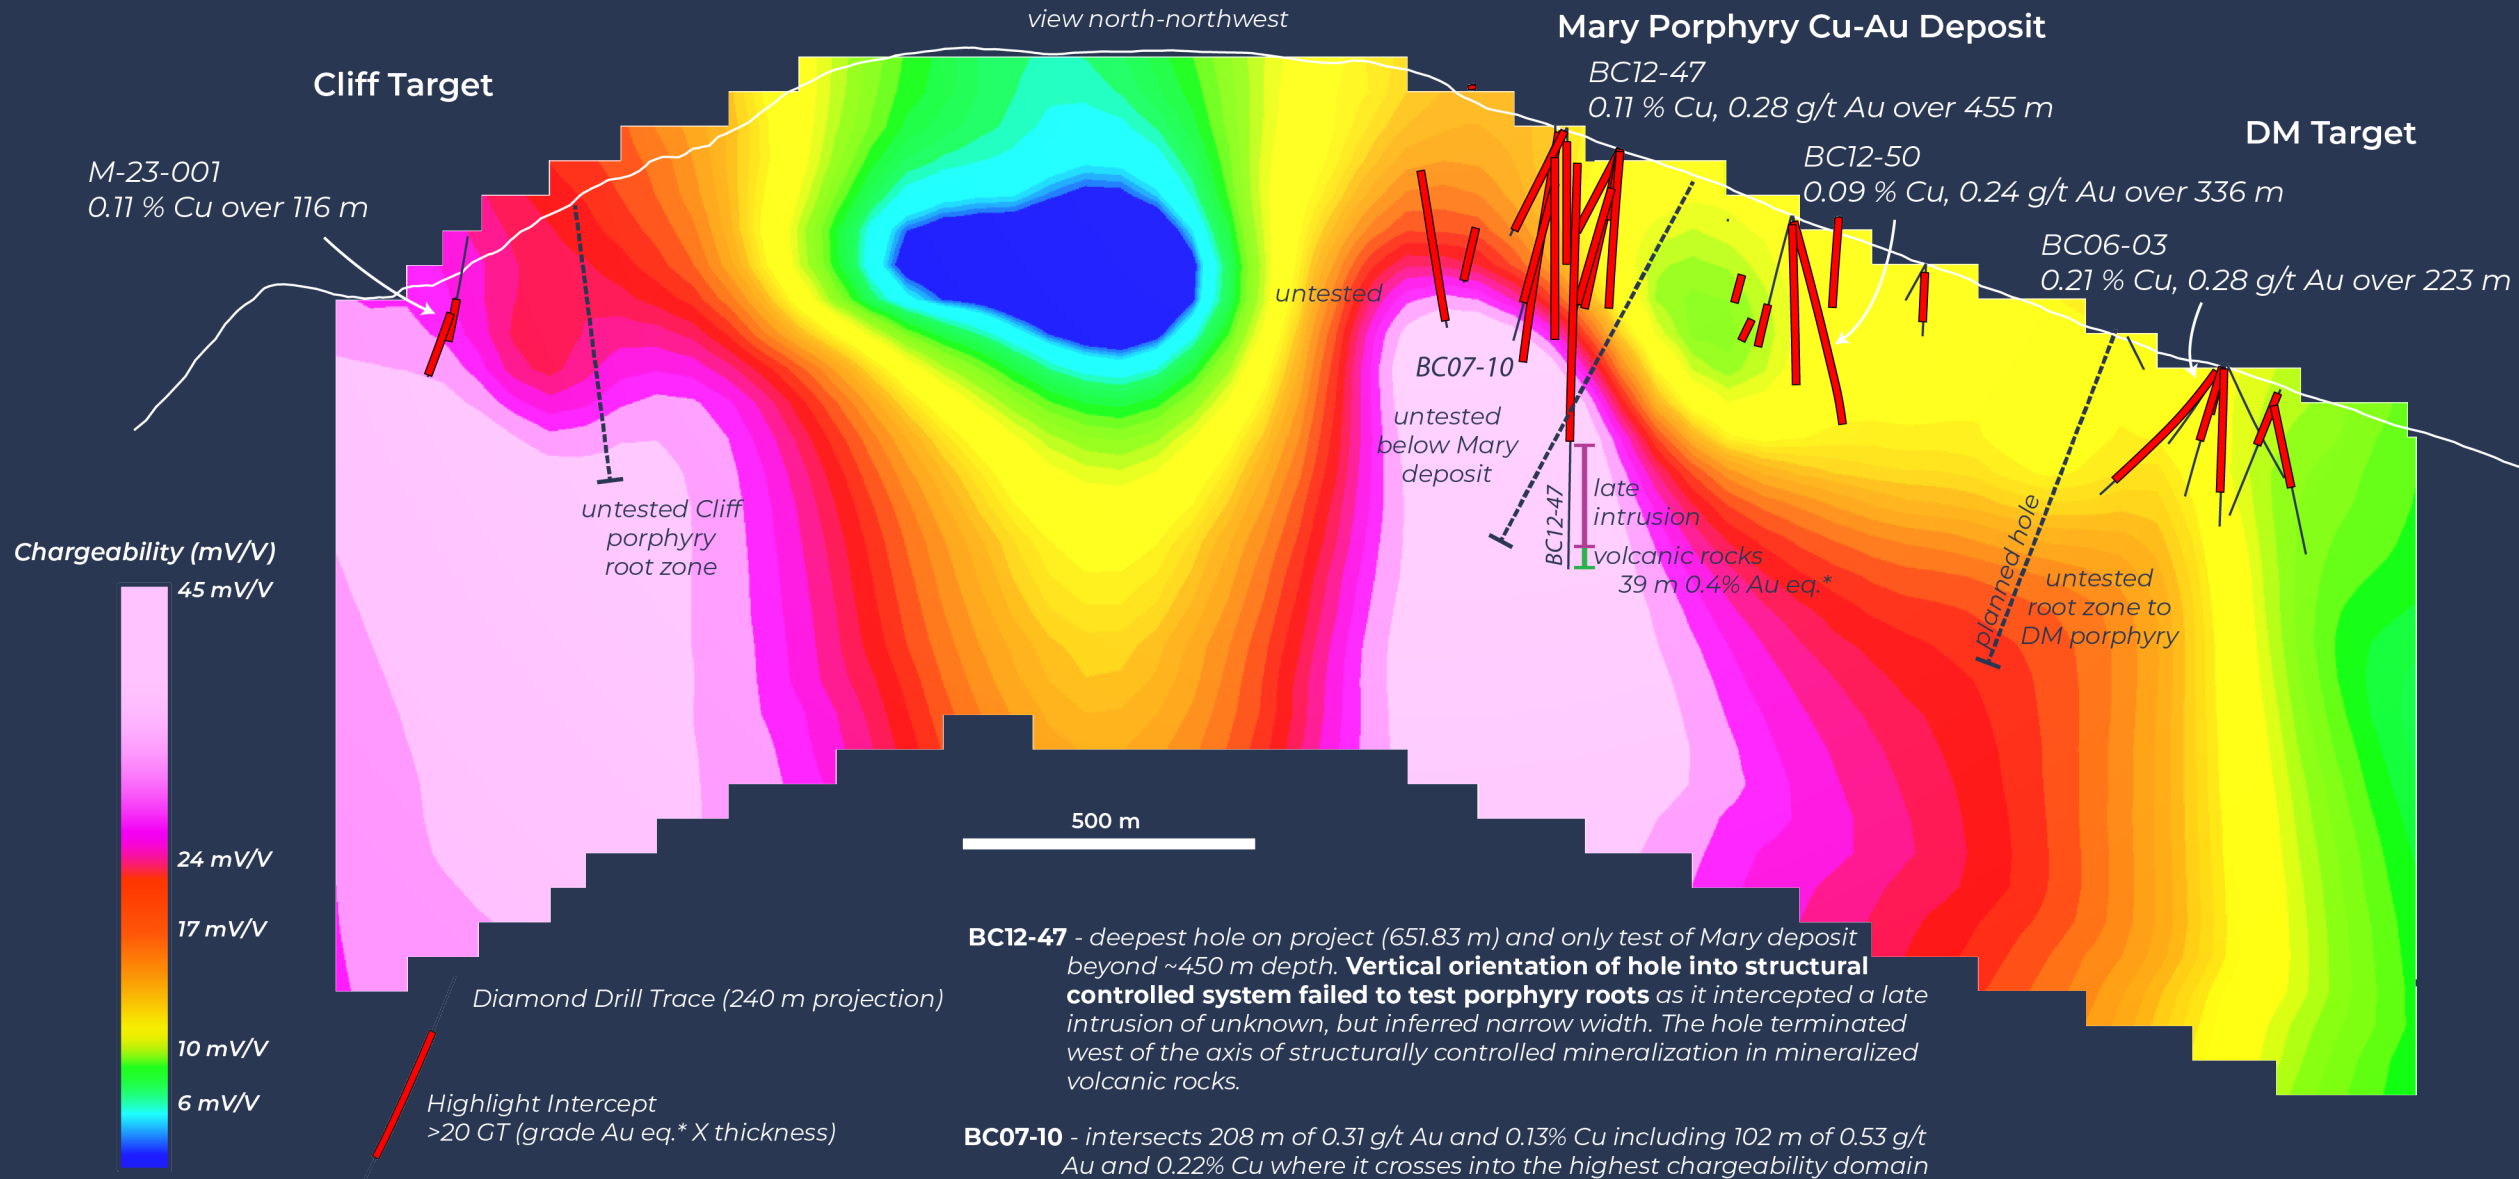 view north-northwest
Mary Porphyry Cu-Au Deposit
Cliff Target
BC12-47
0.11 % Cu, 0.28 g/t Au over 455 m
DM Target
M-23-001
0.11 % Cu over 116 m
BC12-50
0.09 % Cu, 0.24 g/t Au over 336 m
BC06-03
0.21 % Cu, 0.28 g/t Au over 223 m
untested
BC07-10
untested
below Mary
deposit
BC12-47
late
intrusion
volcanic rocks
39 m 0.4% Au eq.*
untested Cliff
porphyry
root zone
planned hole
untested
root zone to
DM porphyry
Chargeability (mV/V)
45 mV/V
24 mV/V
17 mV/V
10 mV/V
6 mV/V
500 m
Diamond Drill Trace (240 m projection)
Highlight Intercept
>20 GT (grade Au eq.* X thickness)
BC12-47 - deepest hole on project (651.83 m) and only test of Mary deposit
beyond ~450 m depth. Vertical orientation of hole into structural
controlled system failed to test porphyry roots as it intercepted a late
intrusion of unknown, but inferred narrow width. The hole terminated
west of the axis of structurally controlled mineralization in mineralized
volcanic rocks.
BC07-10 - intersects 208 m of 0.31 g/t Au and 0.13% Cu including 102 m of 0.53 g/t
Au and 0.22% Cu where it crosses into the highest chargeability domain